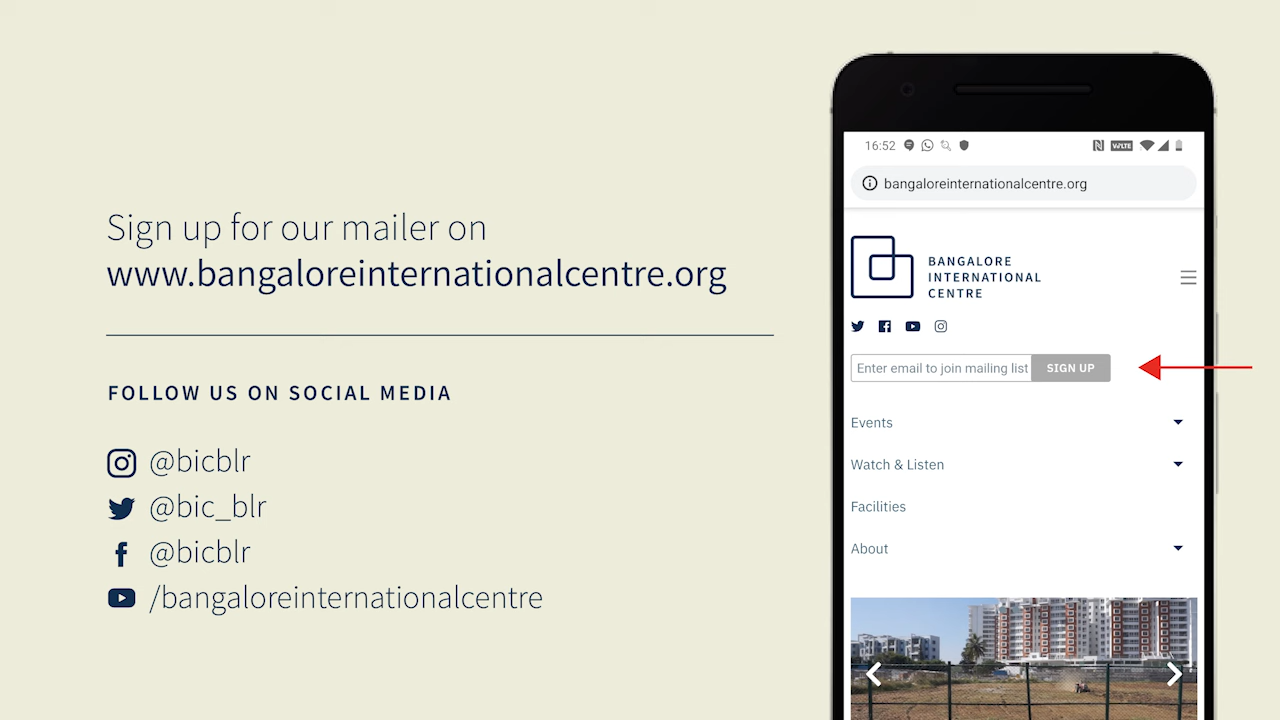 Sign up for our mailer on
www.bangaloreinternationalcentre.org
FOLLOW US ON SOCIAL MEDIA
@bicblr
@bic_blr
@bicblr
/bangaloreinternationalcentre
16:52
VoLTE
bangaloreinternationalcentre.org
BANGALORE
INTERNATIONAL
CENTRE
Enter email to join mailing list
SIGN UP
Events
Watch & Listen
Facilities
About